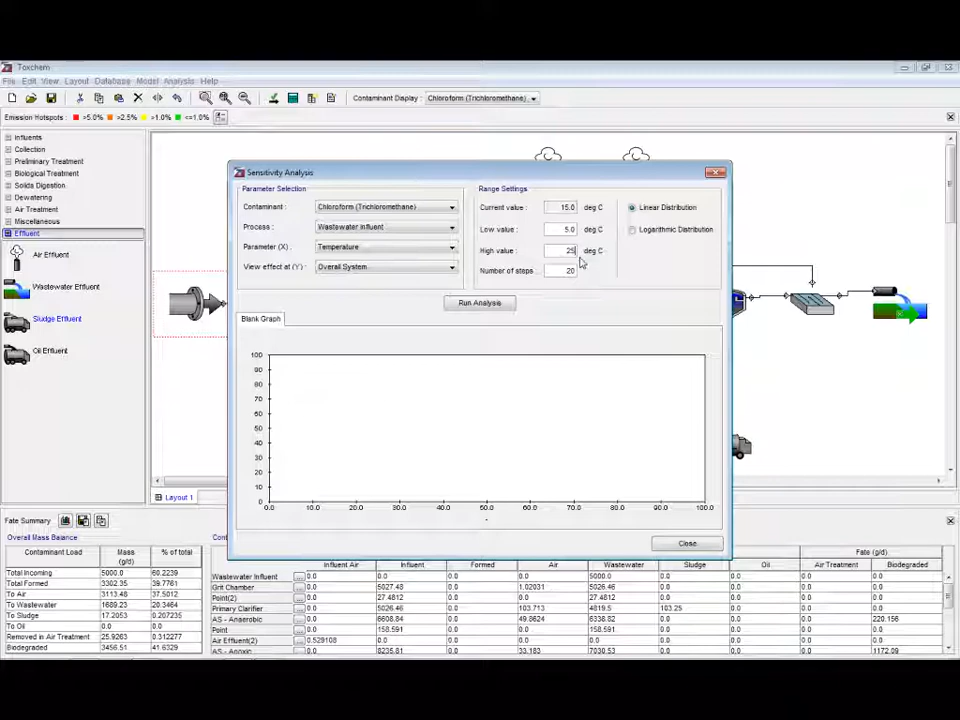 Toxchem
File Edit View Layout Database Model Analysis Help
Contaminant Display : Chloroform (Trichloromethane)
Emission Hotspots : >5.0% >2.5% >1.0% <=1.0%
Influents
Collection
Preliminary Treatment
Biological Treatment
Solids Digestion
Dewatering
Air Treatment
Miscellaneous
Effluent
Air Effluent
Wastewater Effluent
Sludge Effluent
Oil Effluent
Sensitivity Analysis
Parameter Selection
Contaminant : Chloroform (Trichloromethane)
Process : Wastewater Influent
Parameter (X) : Temperature
View effect at (Y) : Overall System
Range Settings
Current value : 15.0 deg C
Low value : 5.0 deg C
High value : 25 deg C
Number of steps : 20
Linear Distribution
Logarithmic Distribution
Run Analysis
Blank Graph
100
90
80
70
60
50
40
30
20
10
0
0.0 10.0 20.0 30.0 40.0 50.0 60.0 70.0 80.0 90.0 100.0
Close
Layout 1
Fate Summary
Overall Mass Balance
Contaminant Load Mass (g/d) % of total
Total Incoming 5000.0 60.2239
Total Formed 3302.35 39.7761
To Air 3113.48 37.5012
To Wastewater 1689.23 20.3464
To Sludge 17.2053 0.207235
To Oil 0.0 0.0
Removed in Air Treatment 25.9263 0.312277
Biodegraded 3456.51 41.6329
Fate (g/d)
Influent Air Influent Formed Air Wastewater Sludge Oil Air Treatment Biodegraded
Wastewater Influent ... 0.0 0.0 0.0 0.0 5000.0 0.0 0.0 0.0 0.0
Grit Chamber ... 0.0 5027.48 0.0 1.02031 5026.46 0.0 0.0 0.0 0.0
Point(2) ... 0.0 27.4812 0.0 0.0 27.4812 0.0 0.0 0.0 0.0
Primary Clarifier ... 0.0 5026.46 0.0 103.713 4819.5 103.25 0.0 0.0 0.0
AS - Anaerobic ... 0.0 6608.84 0.0 49.8624 6338.82 0.0 0.0 0.0 220.156
Point ... 0.0 158.591 0.0 0.0 158.591 0.0 0.0 0.0 0.0
Air Effluent(2) ... 0.529108 0.0 0.0 0.0 0.0 0.0 0.0 0.0 0.0
AS - Anoxic ... 0.0 8235.81 0.0 33.183 7030.53 0.0 0.0 0.0 1172.09